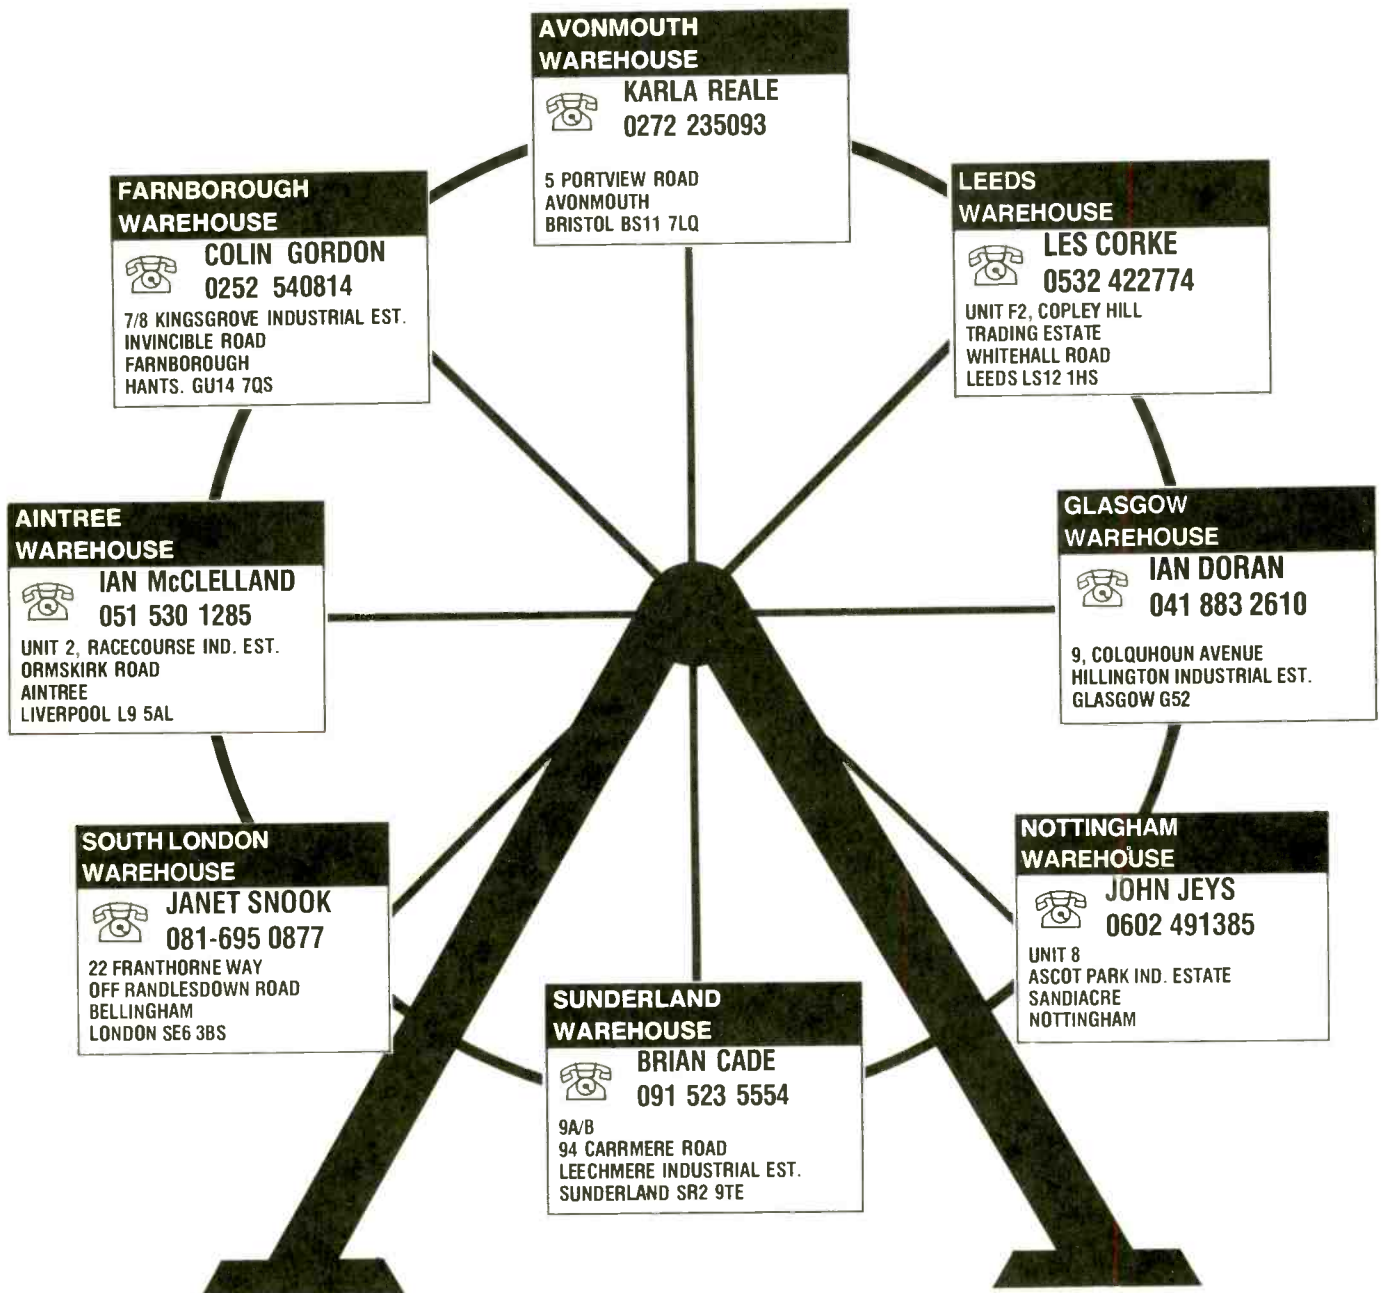 AVONMOUTH
WAREHOUSE
KARLA REALE
0272 235093
5 PORTVIEW ROAD
AVONMOUTH
BRISTOL BS11 7LQ
FARNBOROUGH
WAREHOUSE
COLIN GORDON
0252 540814
7/8 KINGSGROVE INDUSTRIAL EST.
INVINCIBLE ROAD
FARNBOROUGH
HANTS. GU14 7QS
LEEDS
WAREHOUSE
LES CORKE
0532 422774
UNIT F2, COPLEY HILL
TRADING ESTATE
WHITEHALL ROAD
LEEDS LS12 1HS
AINTREE
WAREHOUSE
IAN McCLELLAND
051 530 1285
UNIT 2, RACECOURSE IND. EST.
ORMSKIRK ROAD
AINTREE
LIVERPOOL L9 5AL
GLASGOW
WAREHOUSE
IAN DORAN
041 883 2610
9, COLQUHOUN AVENUE
HILLINGTON INDUSTRIAL EST.
GLASGOW G52
SOUTH LONDON
WAREHOUSE
JANET SNOOK
081-695 0877
22 FRANTHORNE WAY
OFF RANDLESDOWN ROAD
BELLINGHAM
LONDON SE6 3BS
NOTTINGHAM
WAREHOUSE
JOHN JEYS
0602 491385
UNIT 8
ASCOT PARK IND. ESTATE
SANDIACRE
NOTTINGHAM
SUNDERLAND
WAREHOUSE
BRIAN CADE
091 523 5554
9A/B
94 CARRMERE ROAD
LEECHMERE INDUSTRIAL EST.
SUNDERLAND SR2 9TE